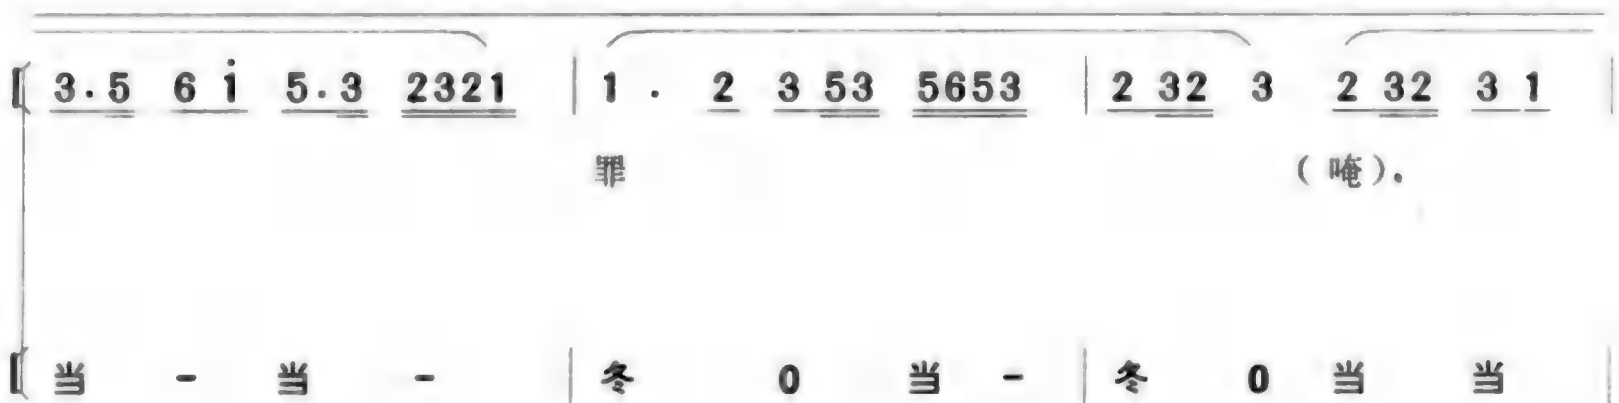 3.5 6 i 5.3 2321 | 1 . 2 3 53 5653 | 2 32 3 2 32 3 1 |
罪 (唵).
当 - 当 - | 冬 0 当 - | 冬 0 当 当 |